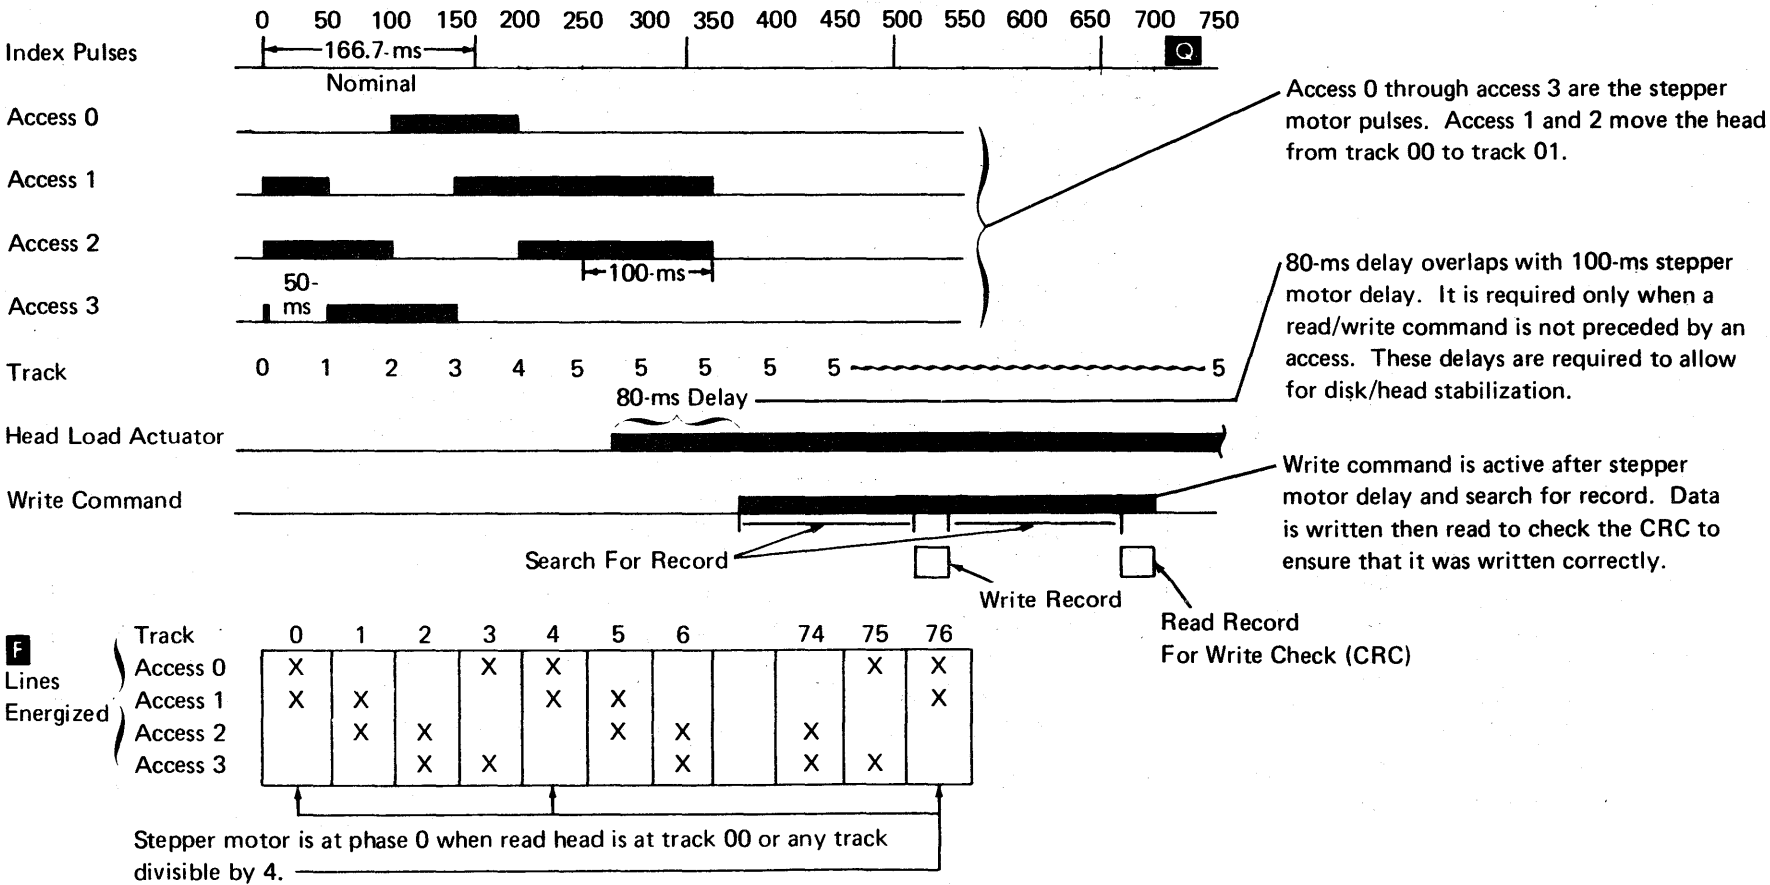 0 50 100 150 200 250 300 350 400 450 500 550 600 650 700 750
Index Pulses
166.7-ms
Nominal
Q
Access 0
Access 1
Access 2
100-ms
50-
ms
Access 3
Access 0 through access 3 are the stepper
motor pulses. Access 1 and 2 move the head
from track 00 to track 01.
Track 0 1 2 3 4 5 5 5 5 5 5
80-ms Delay
80-ms delay overlaps with 100-ms stepper
motor delay. It is required only when a
read/write command is not preceded by an
access. These delays are required to allow
for disk/head stabilization.
Head Load Actuator
Write Command
Write command is active after stepper
motor delay and search for record. Data
is written then read to check the CRC to
ensure that it was written correctly.
Search For Record
Write Record
Read Record
For Write Check (CRC)
F
Lines
Energized
Track 0 1 2 3 4 5 6 74 75 76
Access 0 X X X X X
Access 1 X X X X X
Access 2 X X X X X
Access 3 X X X X X
Stepper motor is at phase 0 when read head is at track 00 or any track
divisible by 4.